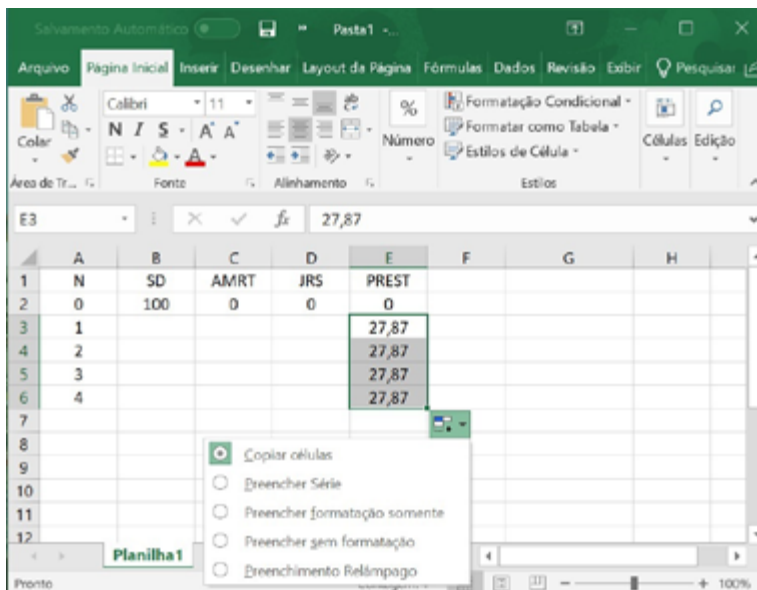 Salvamento Automático Pasta1 -...
Arquivo Página Inicial Inserir Desenhar Layout da Página Fórmulas Dados Revisão Exibir Pesquisar
Colar
Calibri 11
N I S A A A
%
Número
Formatação Condicional
Formatar como Tabela
Estilos de Célula
Células Edição
Área de Tr... Fonte Alinhamento Estilos
E3 fx 27,87
A B C D E F G H
1 N SD AMRT JRS PREST
2 0 100 0 0 0
3 1 27,87
4 2 27,87
5 3 27,87
6 4 27,87
7
8 Copiar células
9 Preencher Série
10 Preencher formatação somente
11 Preencher sem formatação
12 Preenchimento Relâmpago
Planilha1
Pronto 100%